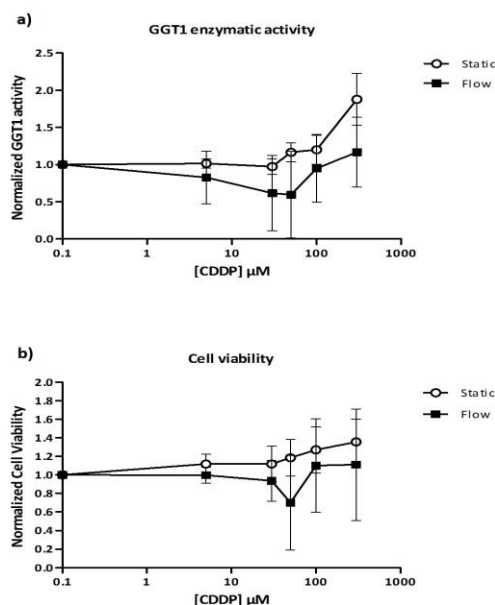 a)
GGT1 enzymatic activity
Normalized GGT1 activity
2.5
2.0
1.5
1.0
0.5
0.0
0.1
1
10
100
1000
[CDDP] µM
Static
Flow
b)
Cell viability
Normalized Cell Viability
2.0
1.8
1.6
1.4
1.2
1.0
0.8
0.6
0.4
0.2
0.0
0.1
1
10
100
1000
[CDDP] µM
Static
Flow